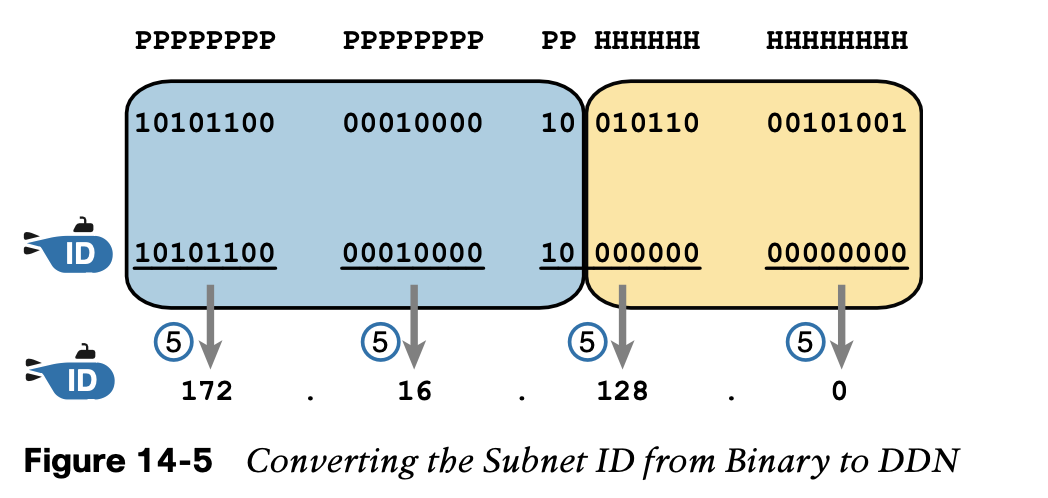 PPPPPPPP PPPPPPPP PP HHHHHH HHHHHHHH
10101100 00010000 10 010110 00101001
ID 10101100 00010000 10 000000 00000000
5 5 5 5
ID 172 . 16 . 128 . 0
Figure 14-5 Converting the Subnet ID from Binary to DDN